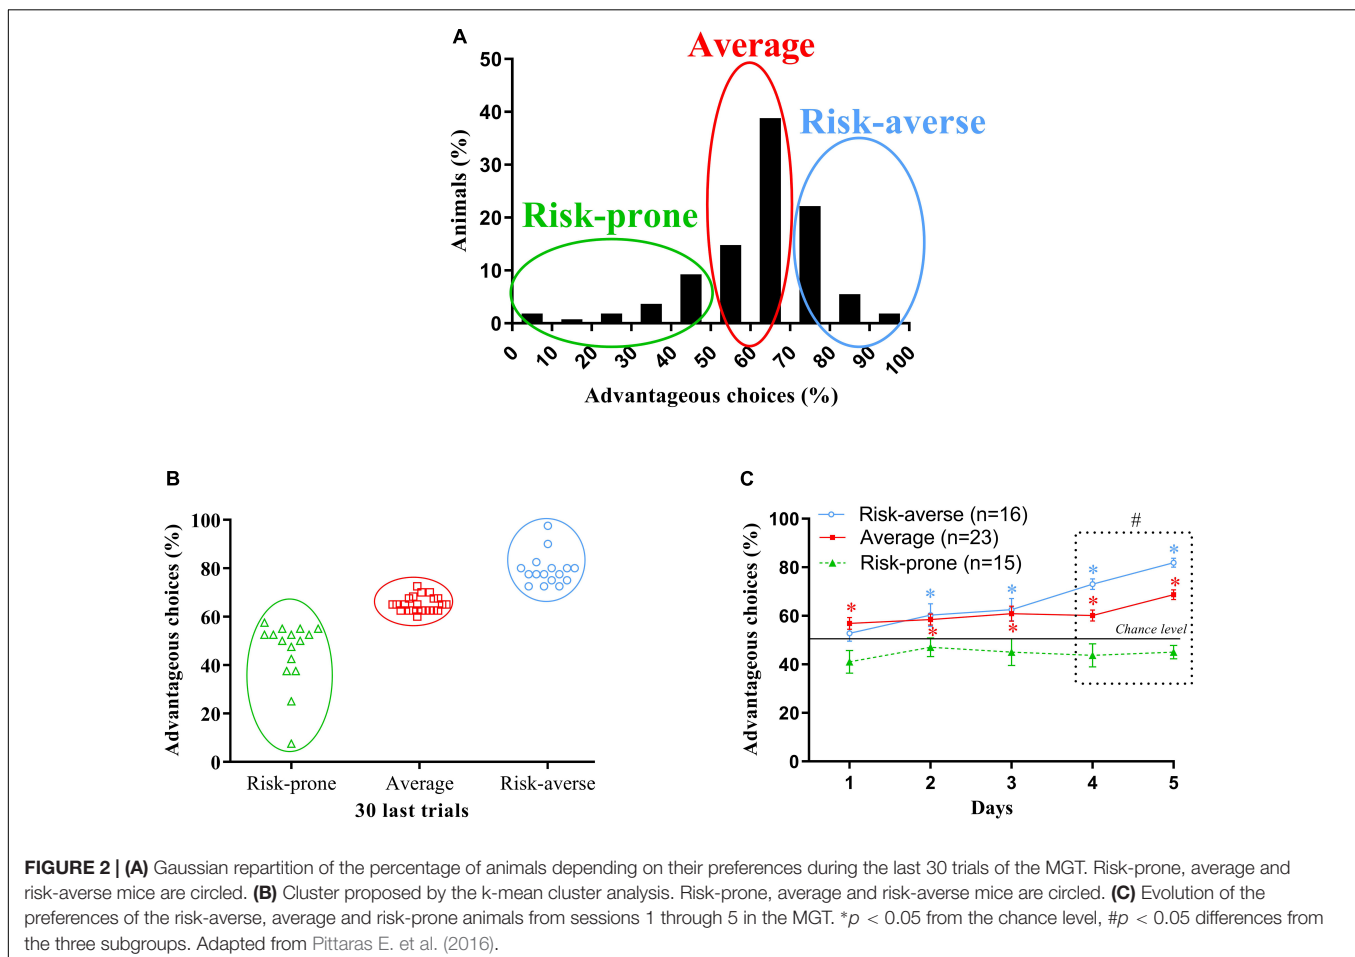 A
Average
Risk-averse
Risk-prone
Animals (%)
50
40
30
20
10
0
0 10 20 30 40 50 60 70 80 90 100
Advantageous choices (%)
B
Advantageous choices (%)
100
80
60
40
20
0
Risk-prone Average Risk-averse
30 last trials
C
Risk-averse (n=16)
Average (n=23)
Risk-prone (n=15)
#
Advantageous choices (%)
100
80
60
40
20
0
* * * * *
* * * * *
Chance level
1 2 3 4 5
Days
FIGURE 2 | (A) Gaussian repartition of the percentage of animals depending on their preferences during the last 30 trials of the MGT. Risk-prone, average and
risk-averse mice are circled. (B) Cluster proposed by the k-mean cluster analysis. Risk-prone, average and risk-averse mice are circled. (C) Evolution of the
preferences of the risk-averse, average and risk-prone animals from sessions 1 through 5 in the MGT. *p < 0.05 from the chance level, #p < 0.05 differences from
the three subgroups. Adapted from Pittaras E. et al. (2016).